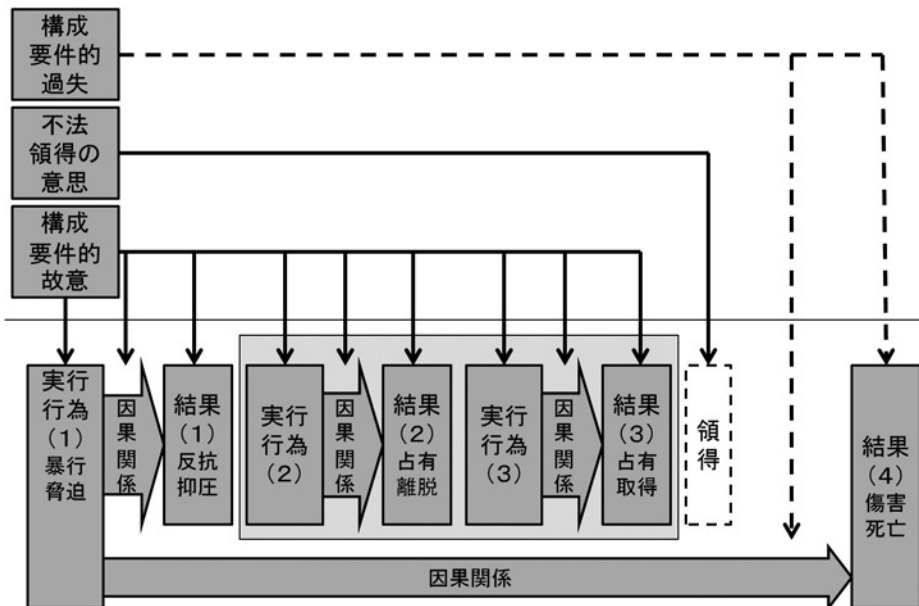 構成
要件的
過失
不法
領得の
意思
構成
要件的
故意
実行
行為
(1)
暴行
脅迫
因果関係
結果
(1)
反抗
抑圧
実行
行為
(2)
因果関係
結果
(2)
占有
離脱
実行
行為
(3)
因果関係
結果
(3)
占有
取得
領得
結果
(4)
傷害
死亡
因果関係